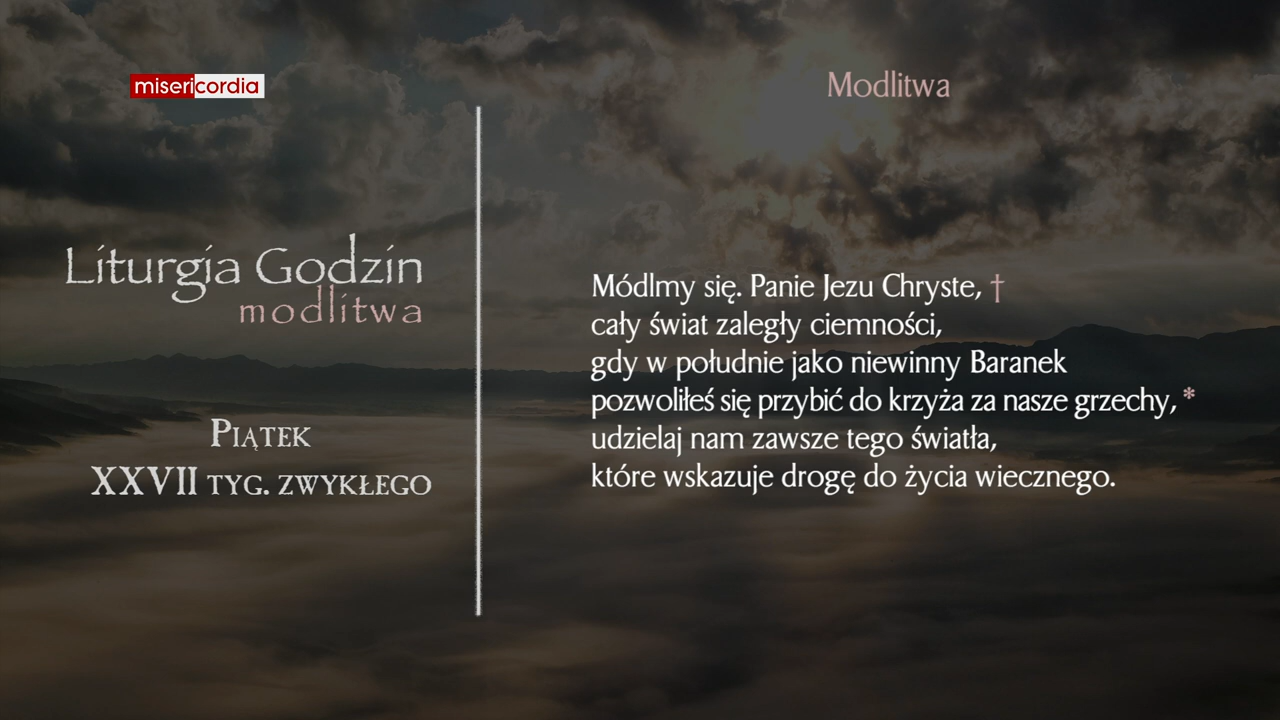 misericordia
Liturgia Godzin
modlitwa
Piątek
XXVII tyg. zwykłego
Modlitwa
Módlmy się. Panie Jezu Chryste, †
cały świat zaległy ciemności,
gdy w południe jako niewinny Baranek
pozwoliłeś się przybić do krzyża za nasze grzechy, *
udzielaj nam zawsze tego światła,
które wskazuje drogę do życia wiecznego.